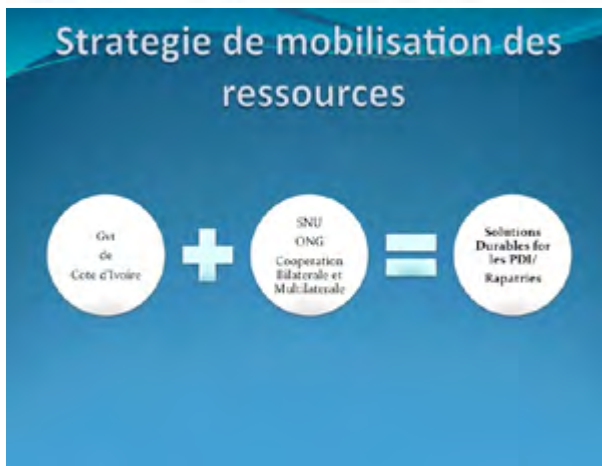 Strategie de mobilisation des
ressources
Gvt
de
Cote d'Ivoire
SNU
ONG
Cooperation
Bilaterale et
Multilaterale
Solutions
Durables for
les PDI/
Rapatries